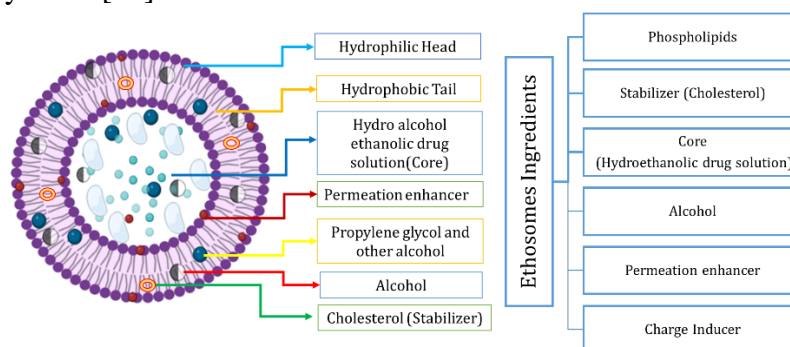 Hydrophilic Head
Hydrophobic Tail
Hydro alcohol
ethanolic drug
solution(Core)
Permeation enhancer
Propylene glycol and
other alcohol
Alcohol
Cholesterol (Stabilizer)
Ethosomes Ingredients
Phospholipids
Stabilizer (Cholesterol)
Core
(Hydroethanolic drug solution)
Alcohol
Permeation enhancer
Charge Inducer